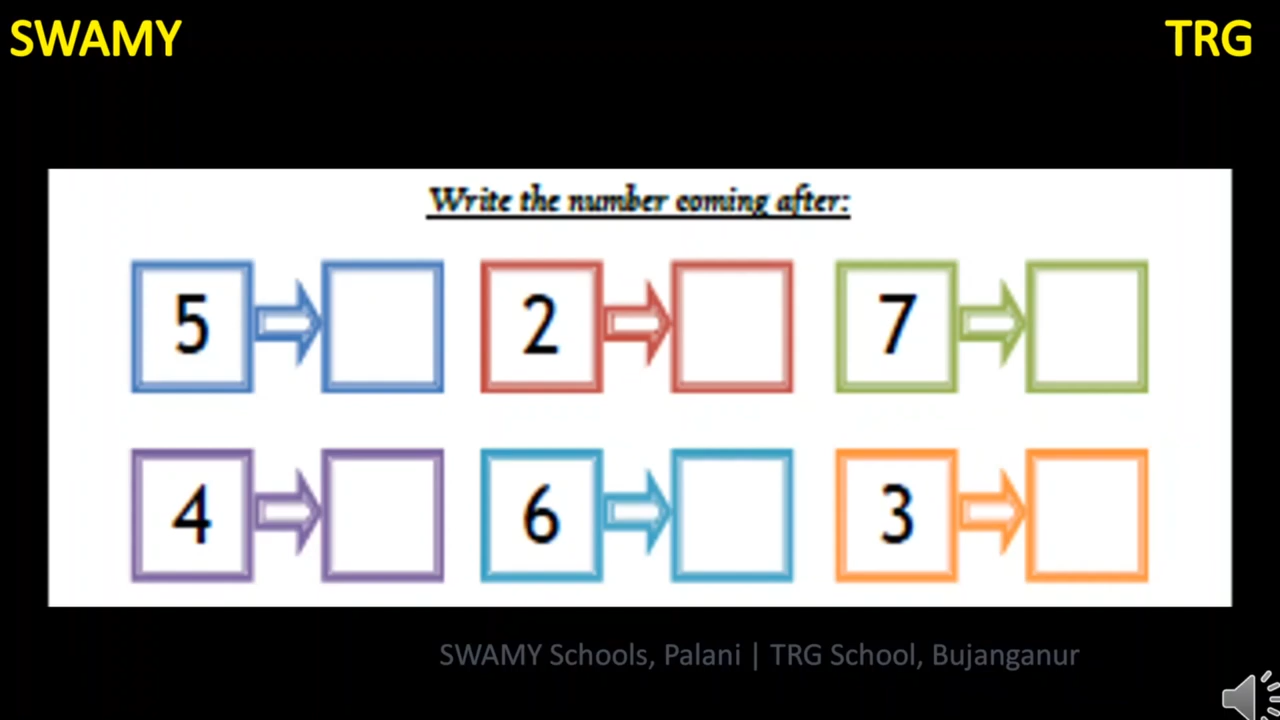 SWAMY TRG
Write the number coming after:
5 2 7
4 6 3
SWAMY Schools, Palani | TRG School, Bujanganur